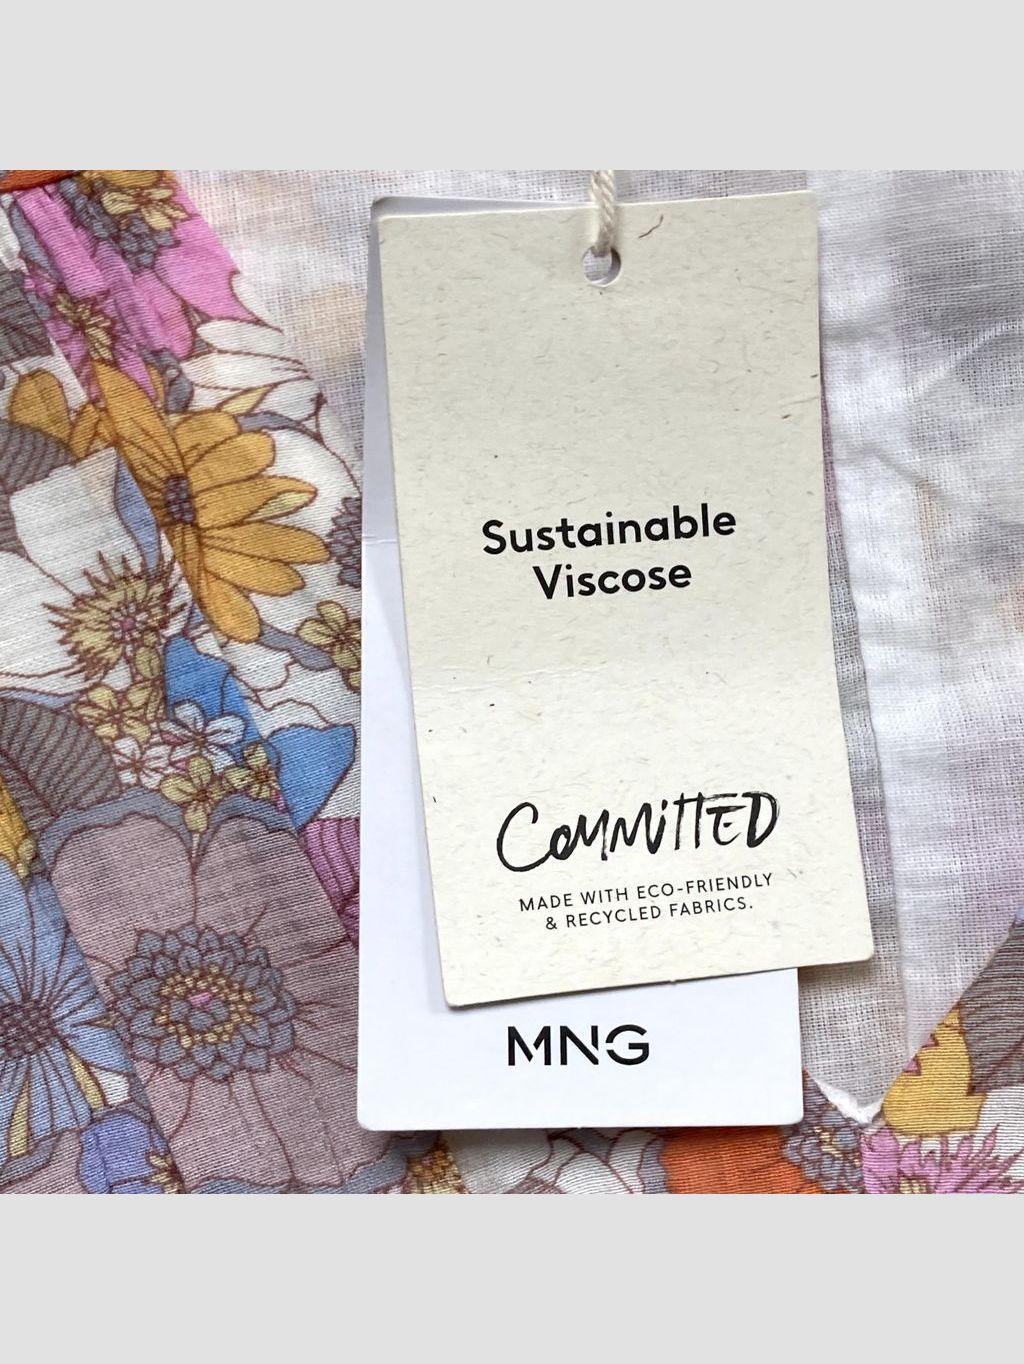 Sustainable
Viscose
COMMITTED
MADE WITH ECO-FRIENDLY
& RECYCLED FABRICS.
MNG